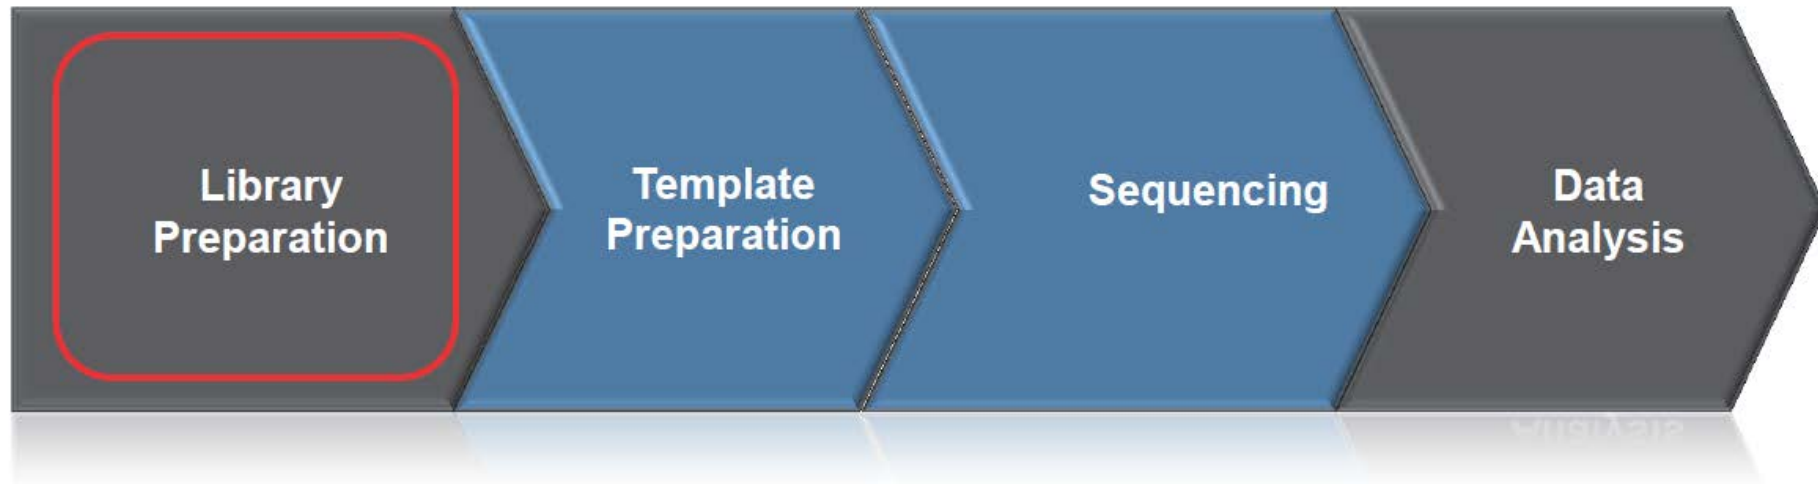 Library
Preparation
Template
Preparation
Sequencing
Data
Analysis